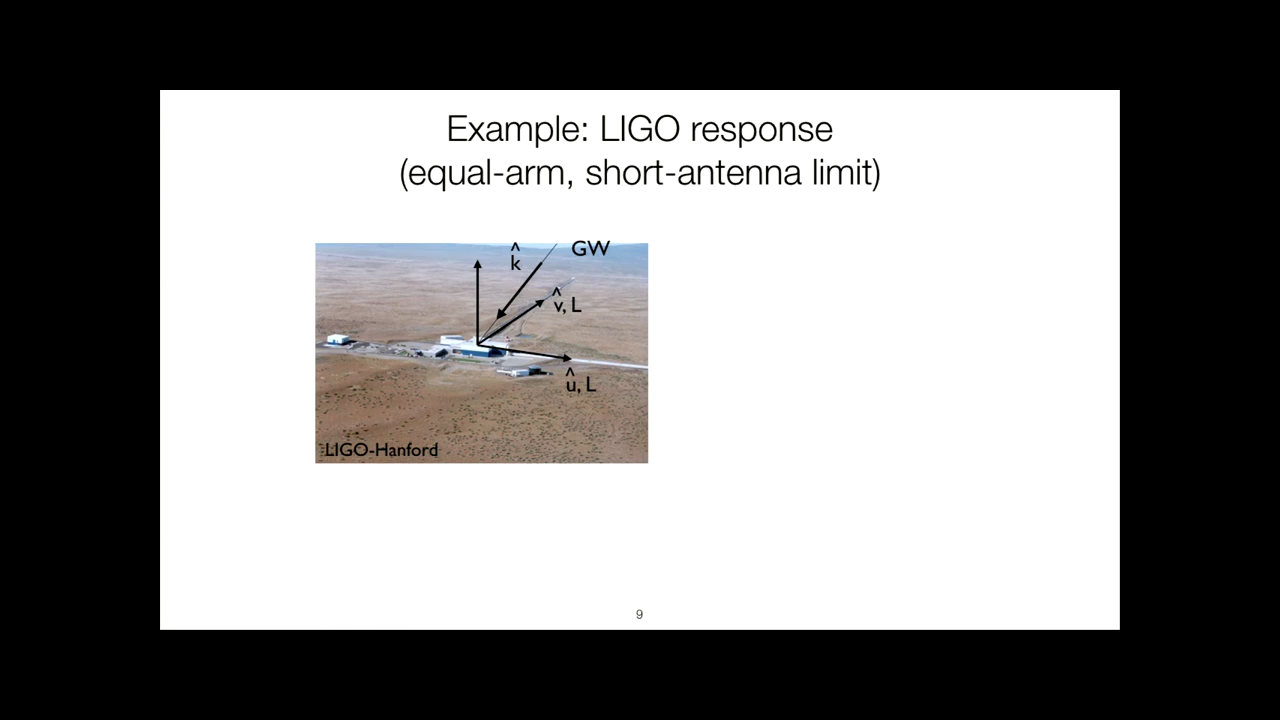 Example: LIGO response
(equal-arm, short-antenna limit)
k̂
GW
v̂, L
û, L
LIGO-Hanford
9